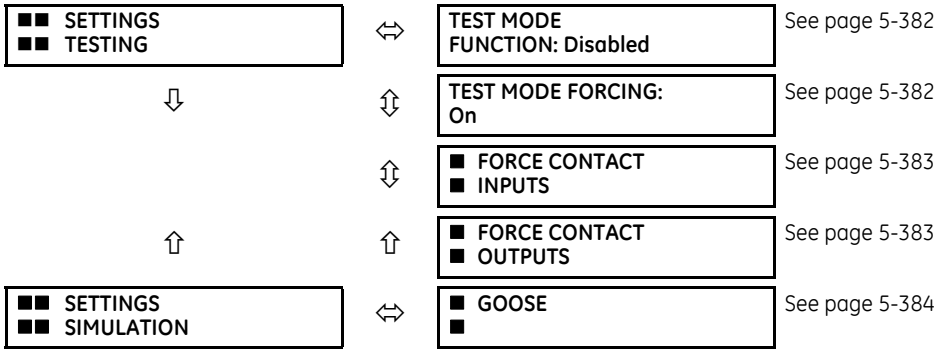 ■■ SETTINGS
■■ TESTING
TEST MODE
FUNCTION: Disabled
See page 5-382
TEST MODE FORCING:
On
See page 5-382
■ FORCE CONTACT
■ INPUTS
See page 5-383
■ FORCE CONTACT
■ OUTPUTS
See page 5-383
■■ SETTINGS
■■ SIMULATION
■ GOOSE
■
See page 5-384